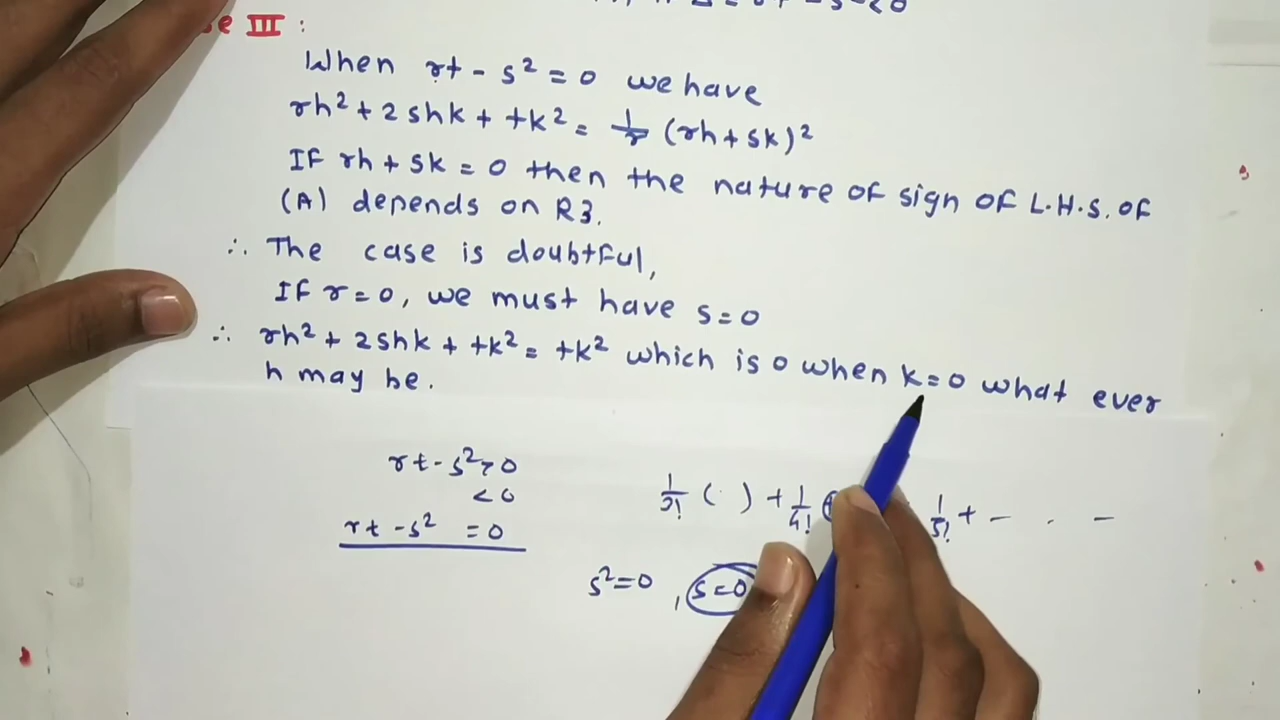 III :
When rt - s² = 0 we have
rh² + 2shk + tk² = 1/r (rh + sk)²
If rh + sk = 0 then the nature of sign of L.H.S. of
(A) depends on R3.
∴ The case is doubtful,
If r = 0, we must have s = 0
∴ rh² + 2shk + tk² = tk² which is 0 when k = 0 what ever
h may be.
rt - s² > 0
< 0
rt - s² = 0
1/3! ( ) + 1/4! 1/5! + - . -
s² = 0 , s = 0